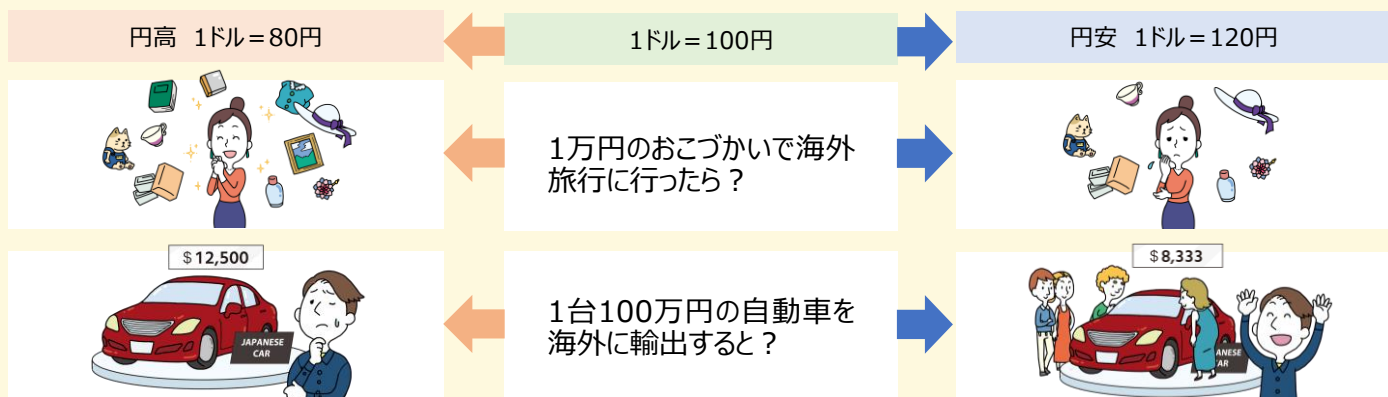 円高 1ドル＝80円
1ドル＝100円
円安 1ドル＝120円
1万円のおこづかいで海外
旅行に行ったら？
$12,500
JAPANESE
CAR
1台100万円の自動車を
海外に輸出すると？
$8,333
ANESE
AR